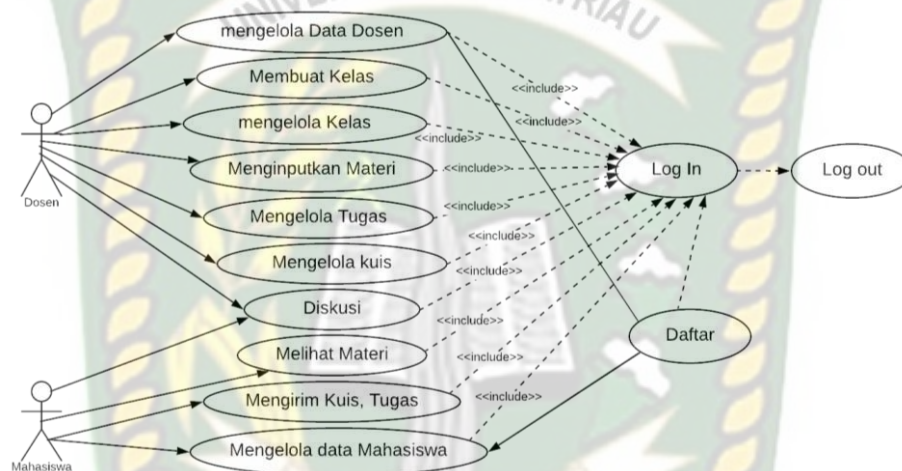 UNIVER
RIAU
mengelola Data Dosen
Membuat Kelas
mengelola Kelas
Menginputkan Materi
Mengelola Tugas
Mengelola kuis
Diskusi
Melihat Materi
Mengirim Kuis, Tugas
Mengelola data Mahasiswa
Dosen
Mahasiswa
<<include>>
<<include>>
<<include>>
<<include>>
<<include>>
<<include>>
<<include>>
<<include>>
<<include>>
<<include>>
Log In
Log out
Daftar